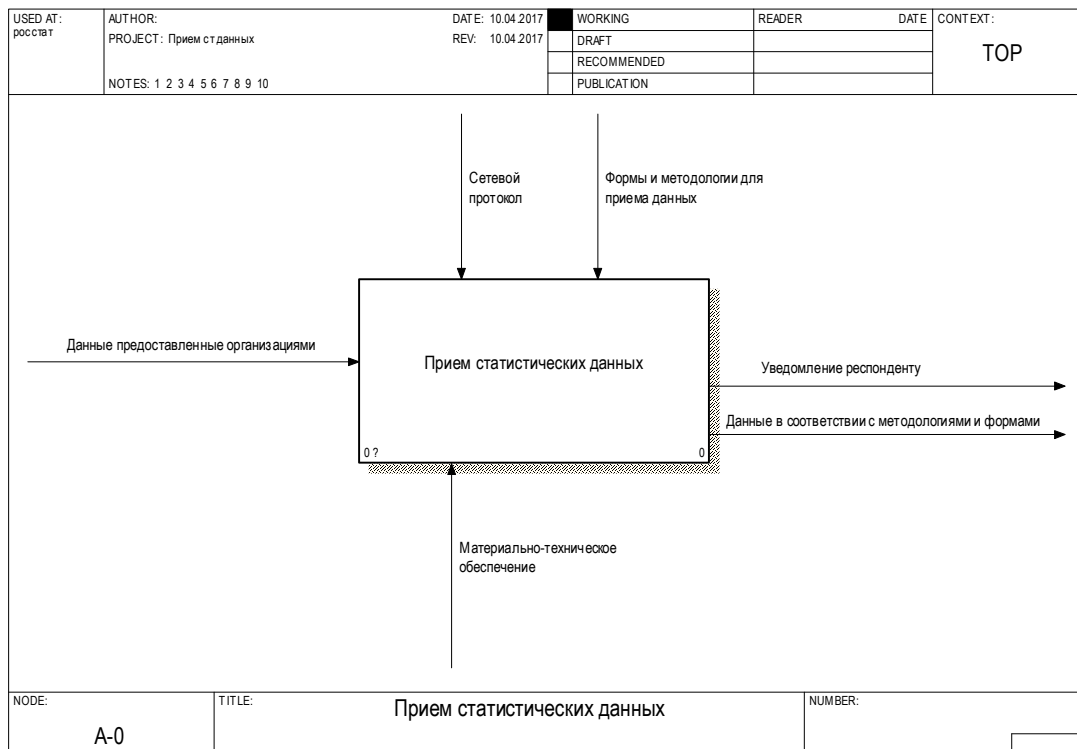 USED AT:
росстат
AUTHOR:
PROJECT: Прием ст данных
NOTES: 1 2 3 4 5 6 7 8 9 10
DATE: 10.04.2017
REV: 10.04.2017
WORKING
DRAFT
RECOMMENDED
PUBLICATION
READER DATE
CONTEXT:
TOP
Сетевой
протокол
Формы и методологии для
приема данных
Данные предоставленные организациями
Прием статистических данных
0 ? 0
Уведомление респонденту
Данные в соответствии с методологиями и формами
Материально-техническое
обеспечение
NODE:
A-0
TITLE:
Прием статистических данных
NUMBER: